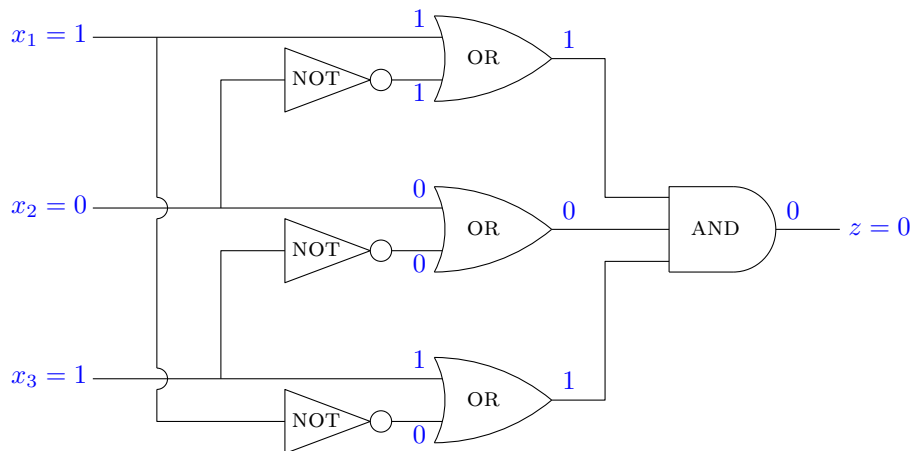 1
x₁ = 1
1
NOT
OR
1
0
x₂ = 0
0
0
NOT
OR
AND
z = 0
0
1
x₃ = 1
1
NOT
OR
0